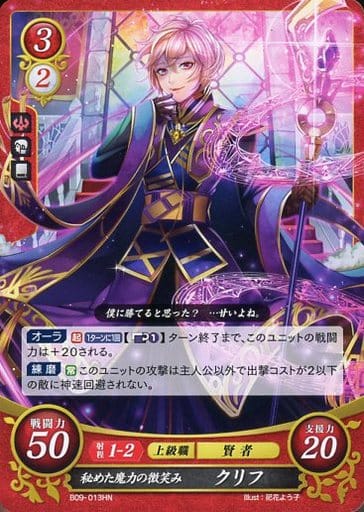 3
2
僕に勝てると思った? …甘いよね。
オーラ 起 1ターンに1回 【1】ターン終了まで、このユニットの戦闘
力は+20される。
練磨 常 このユニットの攻撃は主人公以外で出撃コストが2以下
の敵に神速回避されない。
戦闘力
50
射程 1-2 上級職 賢者
支援力
20
秘めた魔力の微笑み クリフ
B09-013HN
Illust:花ようこ子